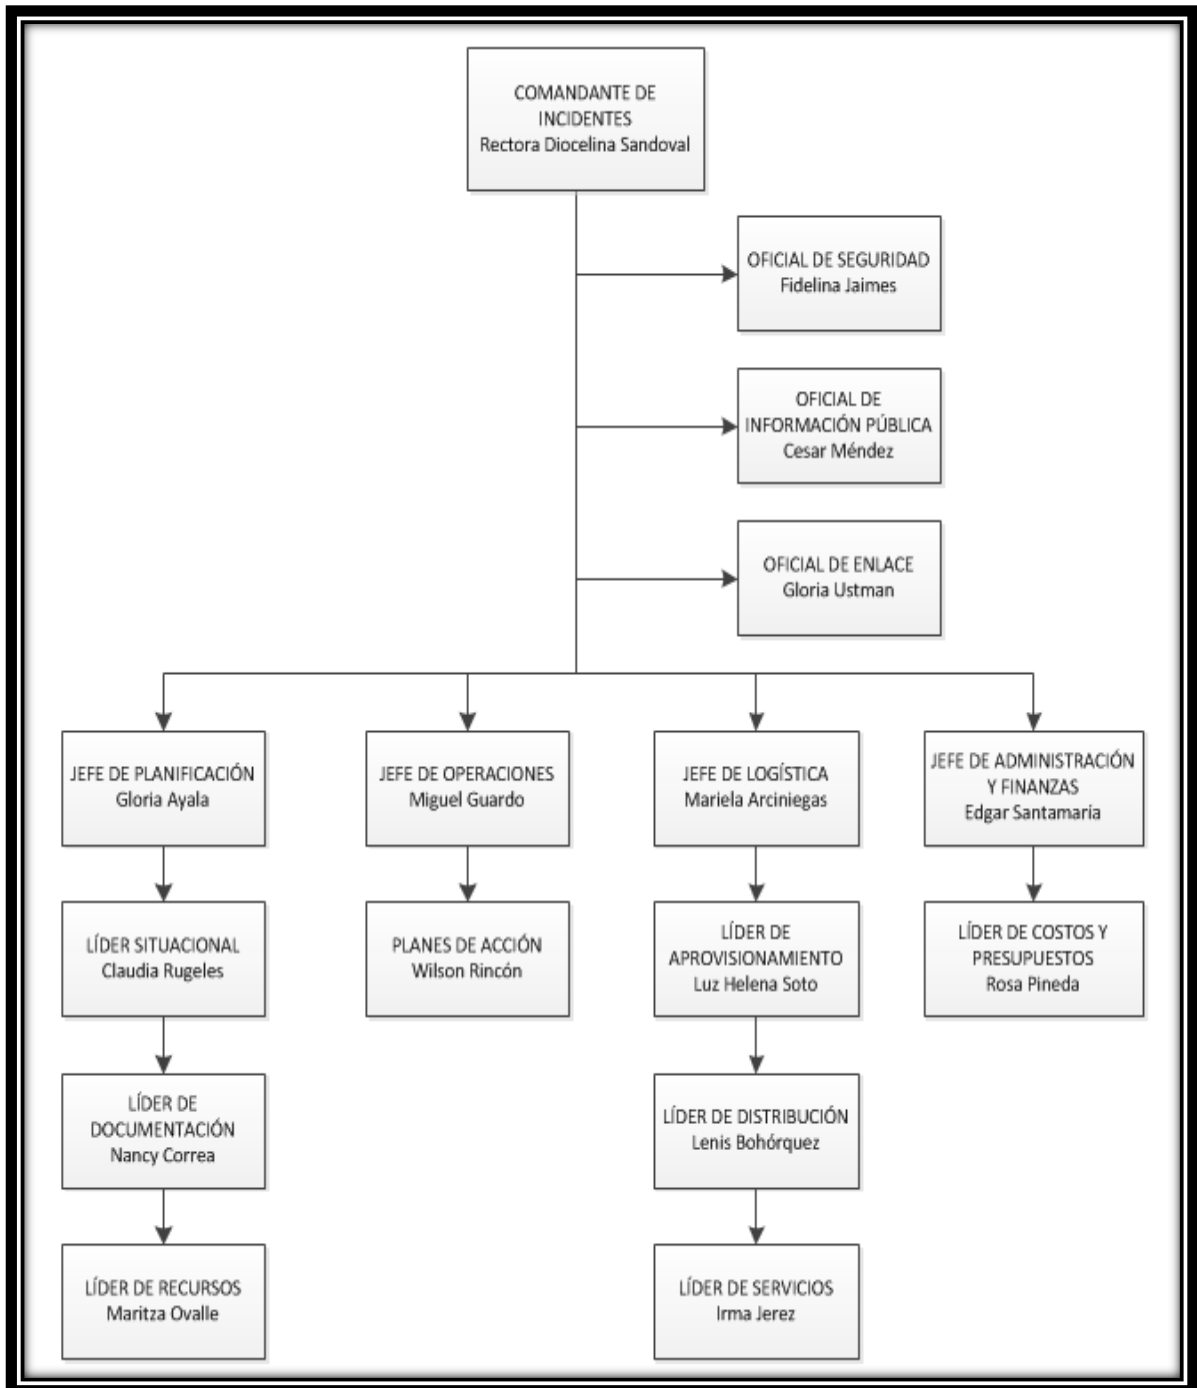 COMANDANTE DE
INCIDENTES
Rectora Diocelina Sandoval
OFICIAL DE SEGURIDAD
Fidelina Jaimes
OFICIAL DE
INFORMACIÓN PÚBLICA
Cesar Méndez
OFICIAL DE ENLACE
Gloria Ustman
JEFE DE PLANIFICACIÓN
Gloria Ayala
JEFE DE OPERACIONES
Miguel Guardo
JEFE DE LOGÍSTICA
Mariela Arciniegas
JEFE DE ADMINISTRACIÓN
Y FINANZAS
Edgar Santamaria
LÍDER SITUACIONAL
Claudia Rugeles
PLANES DE ACCIÓN
Wilson Rincón
LÍDER DE
APROVISIONAMIENTO
Luz Helena Soto
LÍDER DE COSTOS Y
PRESUPUESTOS
Rosa Pineda
LÍDER DE
DOCUMENTACIÓN
Nancy Correa
LÍDER DE DISTRIBUCIÓN
Lenis Bohórquez
LÍDER DE RECURSOS
Maritza Ovalle
LÍDER DE SERVICIOS
Irma Jerez